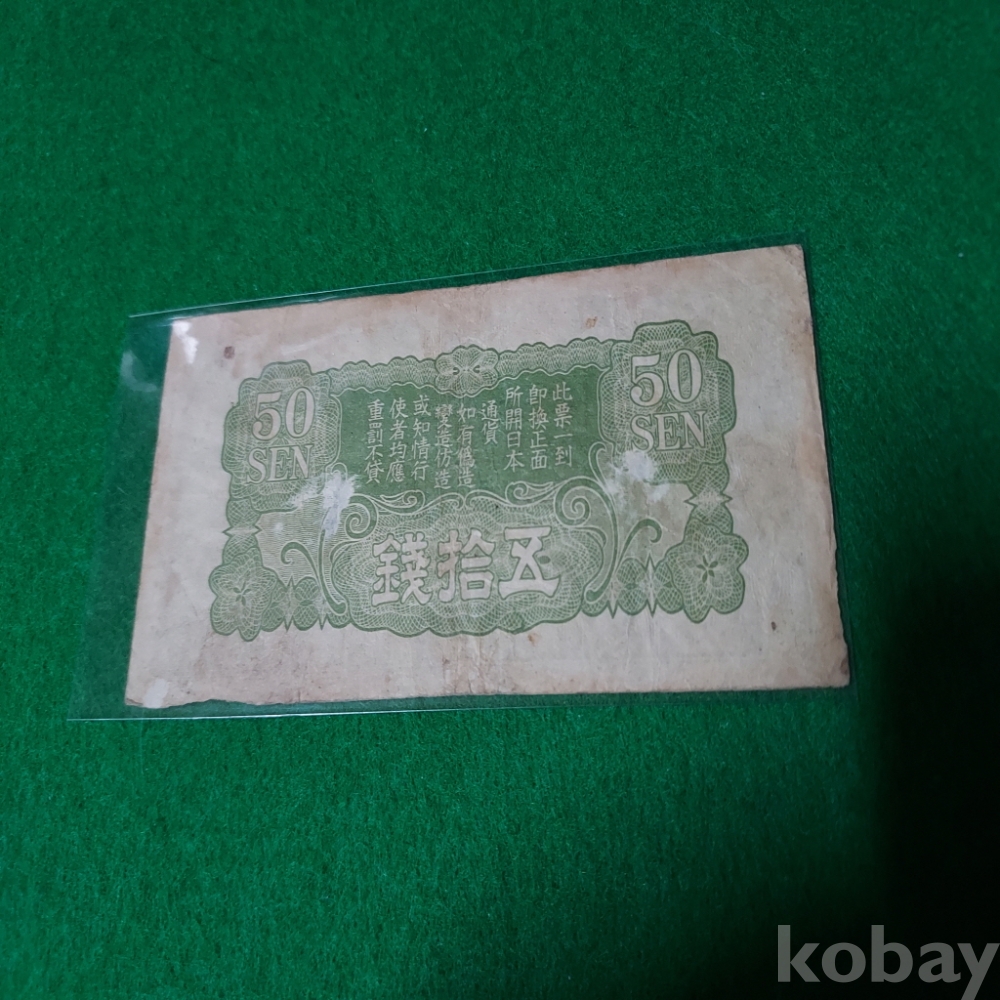 50
SEN
50
SEN
此票一到
卽換正面
所開日本
通貨
如有僞造
變造仿造
或知情行
使者均應
重罰不貸
五拾錢
kobay